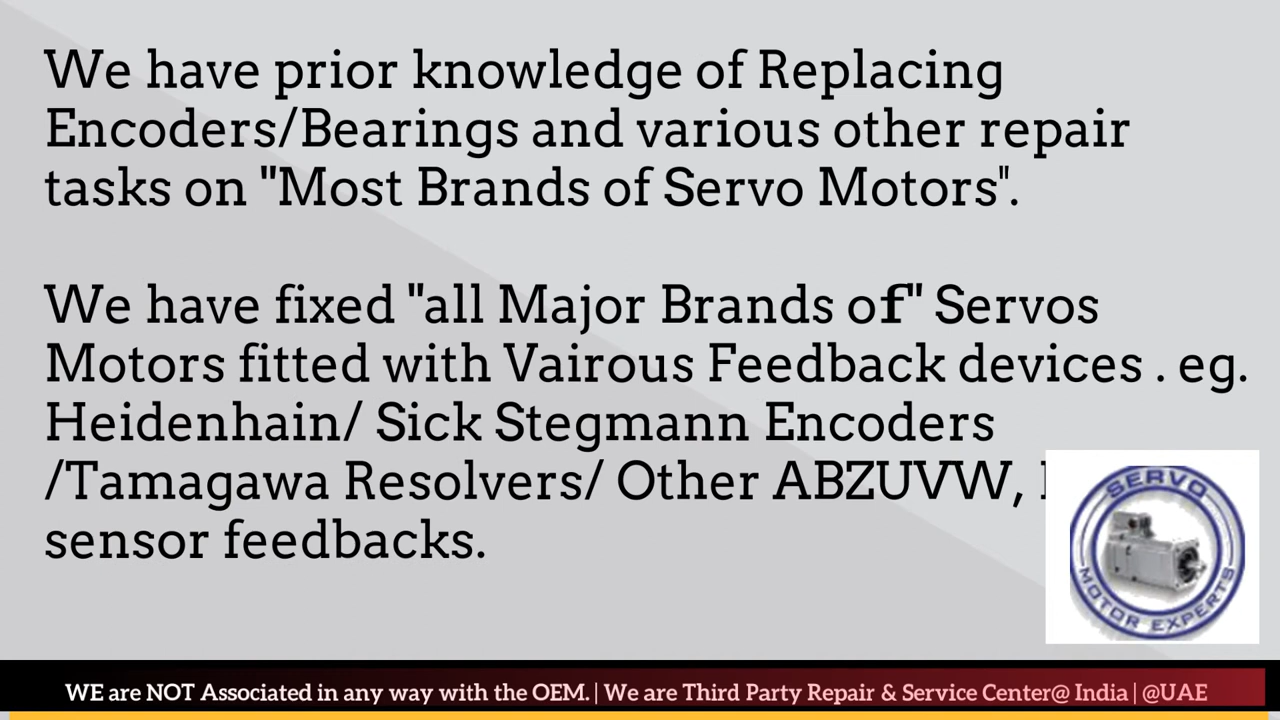 We have prior knowledge of Replacing
Encoders/Bearings and various other repair
tasks on "Most Brands of Servo Motors".
We have fixed "all Major Brands of" Servos
Motors fitted with Vairous Feedback devices . eg.
Heidenhain/ Sick Stegmann Encoders
/Tamagawa Resolvers/ Other ABZUVW,
sensor feedbacks.
SERVO
MOTOR EXPERTS
WE are NOT Associated in any way with the OEM. | We are Third Party Repair & Service Center@ India | @UAE